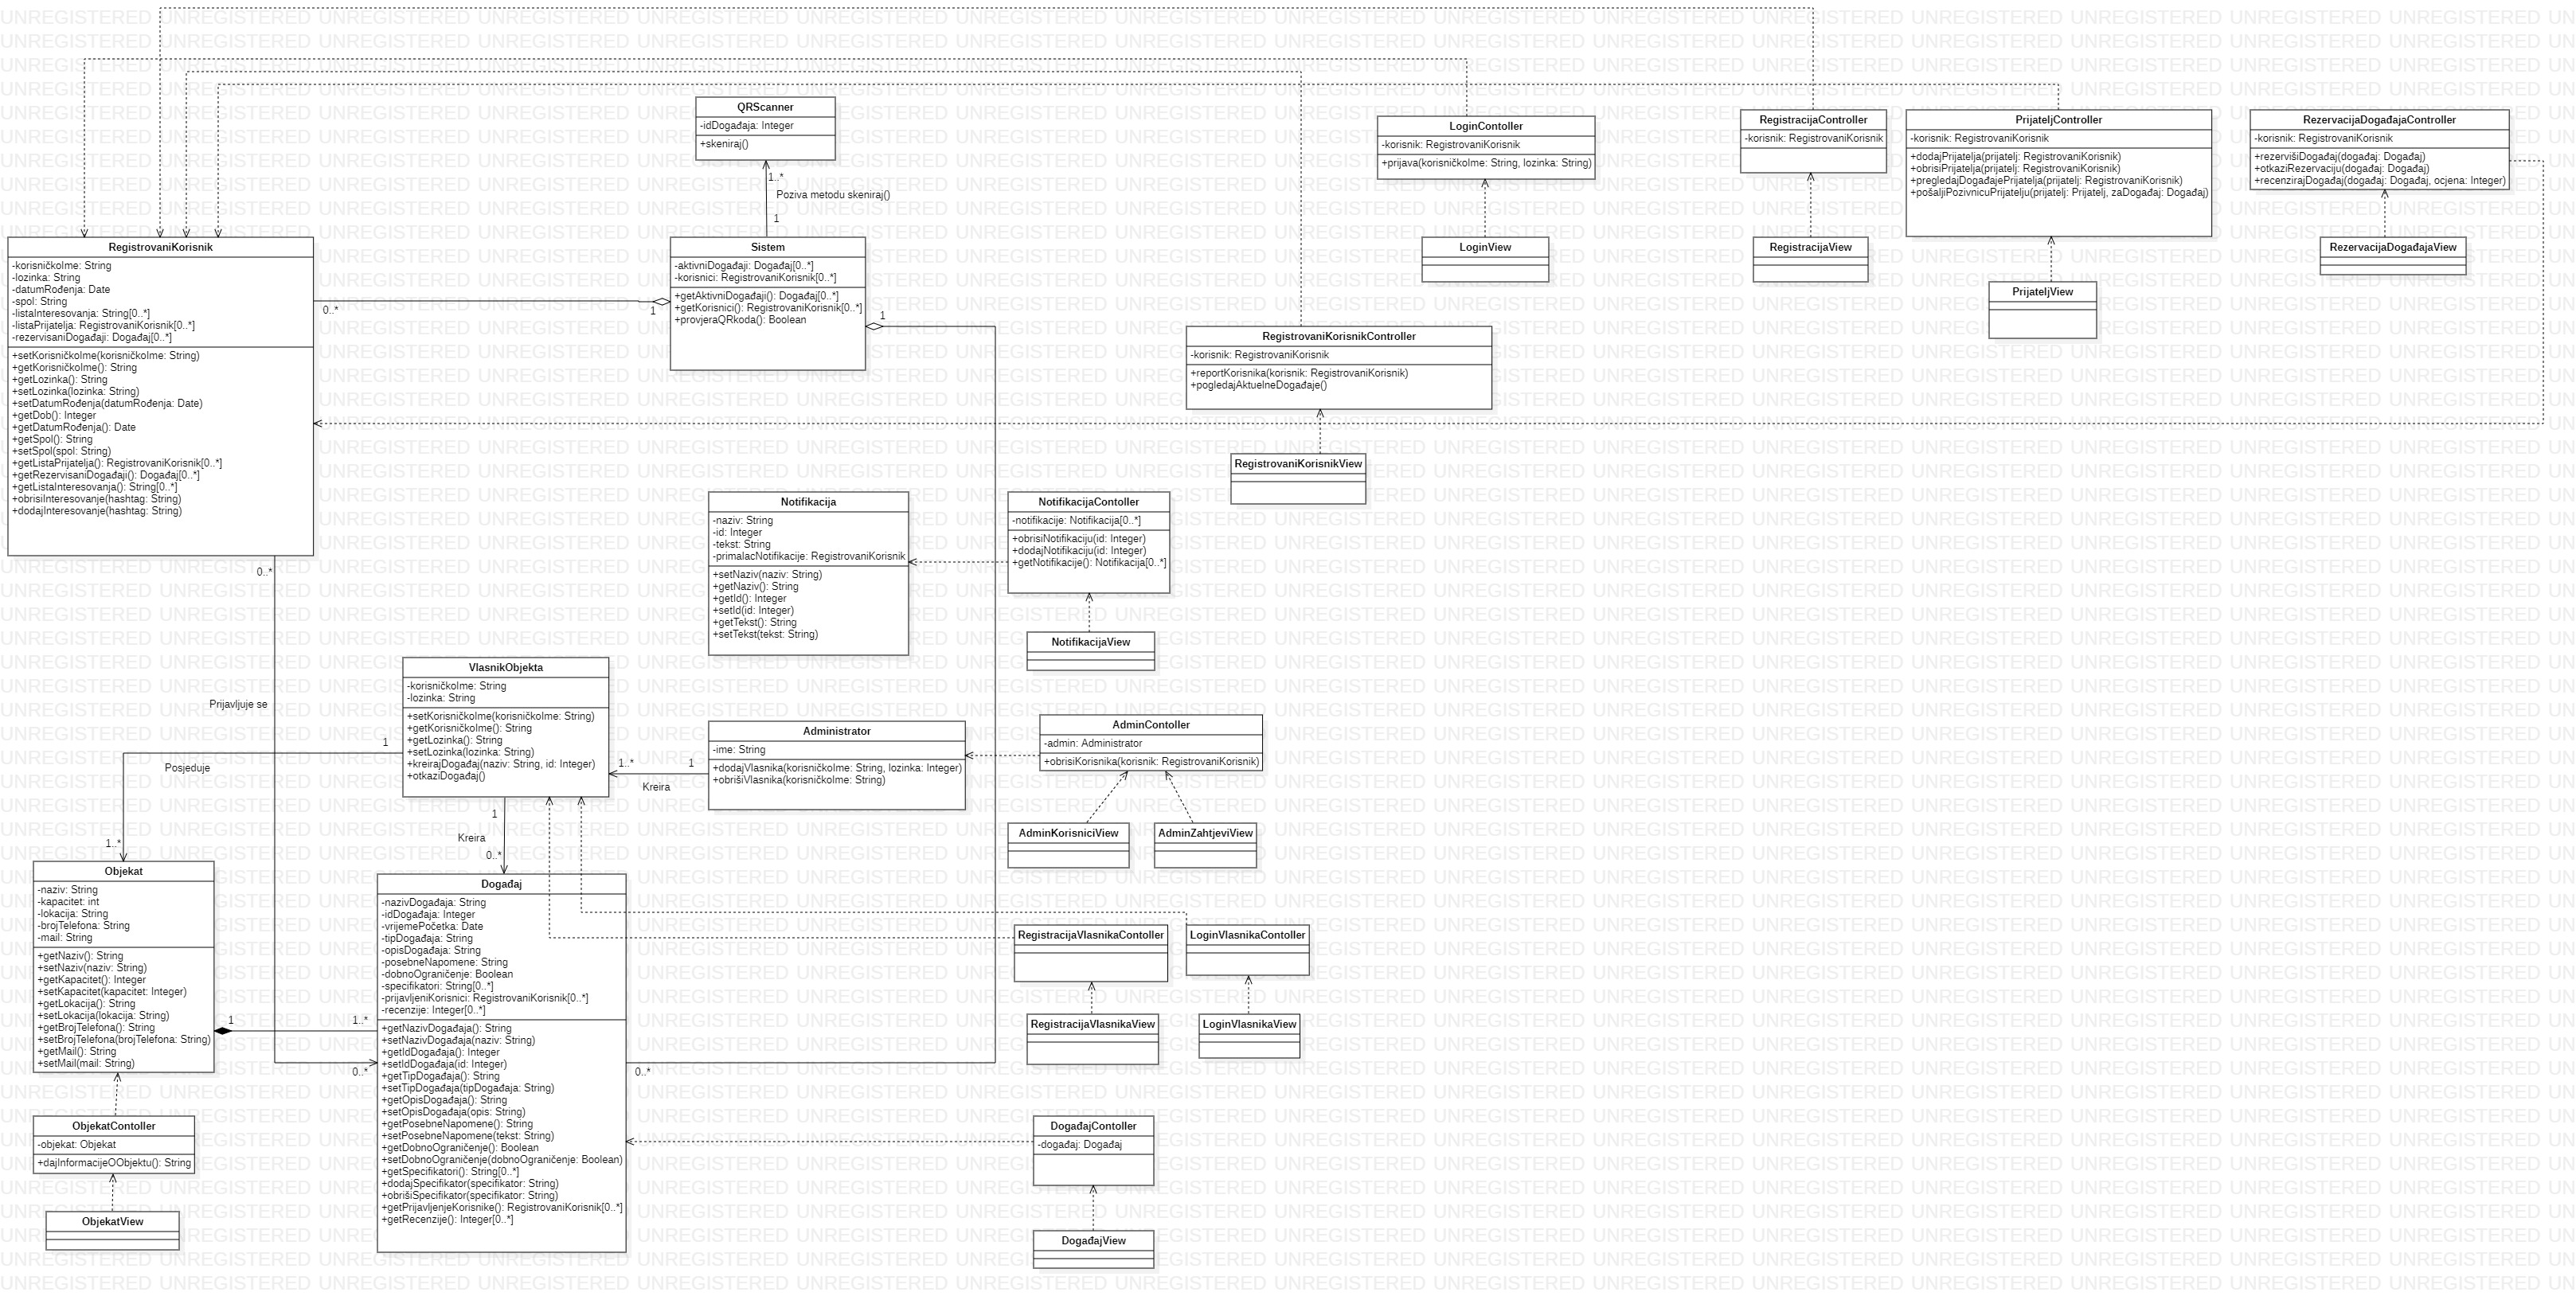 QRScanner
-idDogađaja: Integer
+skeniraj()
1..*
Poziva metodu skeniraj()
1
LoginContoller
-korisnik: RegistrovaniKorisnik
+prijava(korisničkoIme: String, lozinka: String)
LoginView
RegistracijaController
-korisnik: RegistrovaniKorisnik
RegistracijaView
PrijateljController
-korisnik: RegistrovaniKorisnik
+dodajPrijatelja(prijatelj: RegistrovaniKorisnik)
+obrisiPrijatelja(prijatelj: RegistrovaniKorisnik)
+pregledajDogađajePrijatelja(prijatelj: RegistrovaniKorisnik)
+pošaljiPozivnicuPrijatelju(prijatelj: Prijatelj, zaDogađaj: Događaj)
PrijateljView
RezervacijaDogađajaController
-korisnik: RegistrovaniKorisnik
+rezervišiDogađaj(događaj: Događaj)
+otkaziRezervaciju(događaj: Događaj)
+recenzirajDogađaj(događaj: Događaj, ocjena: Integer)
RezervacijaDogađajaView
RegistrovaniKorisnik
-korisničkoIme: String
-lozinka: String
-datumRođenja: Date
-spol: String
-listaInteresovanja: String[0..*]
-listaPrijatelja: RegistrovaniKorisnik[0..*]
-rezervisaniDogađaji: Događaj[0..*]
+setKorisničkoIme(korisničkoIme: String)
+getKorisničkoIme(): String
+getLozinka(): String
+setLozinka(lozinka: String)
+setDatumRođenja(datumRođenja: Date)
+getDob(): Integer
+getDatumRođenja(): Date
+getSpol(): String
+setSpol(spol: String)
+getListaPrijatelja(): RegistrovaniKorisnik[0..*]
+getRezervisaniDogađaji(): Događaj[0..*]
+getListaInteresovanja(): String[0..*]
+obrisiInteresovanje(hashtag: String)
+dodajInteresovanje(hashtag: String)
0..*
1
Sistem
-aktivniDogađaji: Događaj[0..*]
-korisnici: RegistrovaniKorisnik[0..*]
+getAktivniDogađaji(): Događaj[0..*]
+getKorisnici(): RegistrovaniKorisnik[0..*]
+provjeraQRkoda(): Boolean
1
RegistrovaniKorisnikController
-korisnik: RegistrovaniKorisnik
+reportKorisnika(korisnik: RegistrovaniKorisnik)
+pogledajAktuelneDogađaje()
RegistrovaniKorisnikView
Notifikacija
-naziv: String
-id: Integer
-tekst: String
-primalacNotifikacije: RegistrovaniKorisnik
+setNaziv(naziv: String)
+getNaziv(): String
+getId(): Integer
+setId(id: Integer)
+getTekst(): String
+setTekst(tekst: String)
NotifikacijaContoller
-notifikacije: Notifikacija[0..*]
+obrisiNotifikaciju(id: Integer)
+dodajNotifikaciju(id: Integer)
+getNotifikacije(): Notifikacija[0..*]
NotifikacijaView
0..*
Prijavljuje se
VlasnikObjekta
-korisničkoIme: String
-lozinka: String
+setKorisničkoIme(korisničkoIme: String)
+getKorisničkoIme(): String
+getLozinka(): String
+setLozinka(lozinka: String)
+kreirajDogađaj(naziv: String, id: Integer)
+otkaziDogađaj()
1
Posjeduje
1..*
1..*
1
Kreira
Administrator
-ime: String
+dodajVlasnika(korisničkoIme: String, lozinka: Integer)
+obrišiVlasnika(korisničkoIme: String)
AdminContoller
-admin: Administrator
+obrisiKorisnika(korisnik: RegistrovaniKorisnik)
AdminKorisniciView
AdminZahtjeviView
1
Kreira
0..*
Objekat
-naziv: String
-kapacitet: int
-lokacija: String
-brojTelefona: String
-mail: String
+getNaziv(): String
+setNaziv(naziv: String)
+getKapacitet(): Integer
+setKapacitet(kapacitet: Integer)
+getLokacija(): String
+setLokacija(lokacija: String)
+getBrojTelefona(): String
+setBrojTelefona(brojTelefona: String)
+getMail(): String
+setMail(mail: String)
1
1..*
0..*
Događaj
-nazivDogađaja: String
-idDogađaja: Integer
-vrijemePočetka: Date
-tipDogađaja: String
-opisDogađaja: String
-posebneNapomene: String
-dobnoOgraničenje: Boolean
-specifikatori: String[0..*]
-prijavljeniKorisnici: RegistrovaniKorisnik[0..*]
-recenzije: Integer[0..*]
+getNazivDogađaja(): String
+setNazivDogađaja(naziv: String)
+getIdDogađaja(): Integer
+setIdDogađaja(id: Integer)
+getTipDogađaja(): String
+setTipDogađaja(tipDogađaja: String)
+getOpisDogađaja(): String
+setOpisDogađaja(opis: String)
+getPosebneNapomene(): String
+setPosebneNapomene(tekst: String)
+getDobnoOgraničenje(): Boolean
+setDobnoOgraničenje(dobnoOgraničenje: Boolean)
+getSpecifikatori(): String[0..*]
+dodajSpecifikator(specifikator: String)
+obrišiSpecifikator(specifikator: String)
+getPrijavljenjeKorisnike(): RegistrovaniKorisnik[0..*]
+getRecenzije(): Integer[0..*]
0..*
RegistracijaVlasnikaContoller
LoginVlasnikaContoller
RegistracijaVlasnikaView
LoginVlasnikaView
ObjekatContoller
-objekat: Objekat
+dajInformacijeOObjektu(): String
ObjekatView
DogađajContoller
-događaj: Događaj
DogađajView